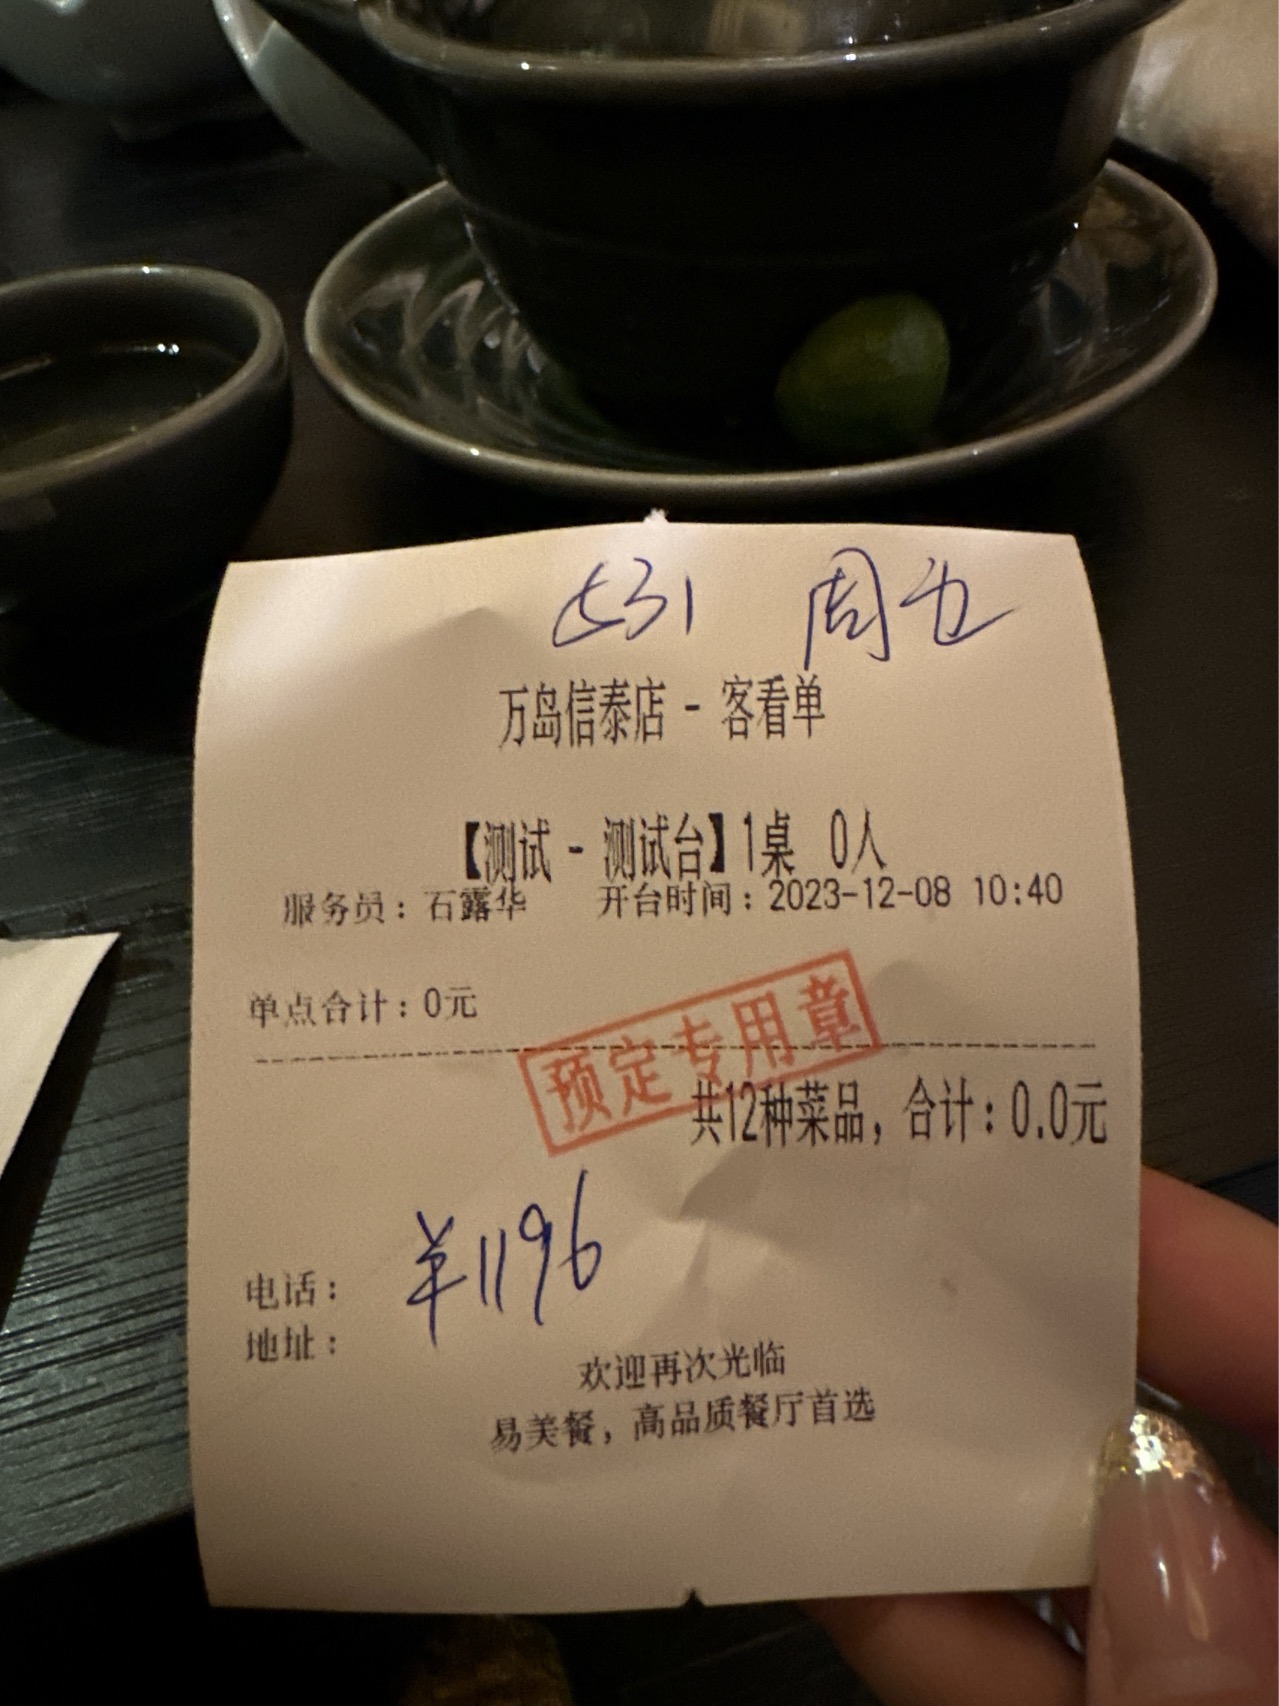 周五
万岛信泰店 - 客看单
【测试 - 测试台】1桌 0人
服务员：石露华 开台时间：2023-12-08 10:40
单点合计：0元
预定专用章
共12种菜品，合计：0.0元
¥1196
电话：
地址：
欢迎再次光临
易美餐，高品质餐厅首选